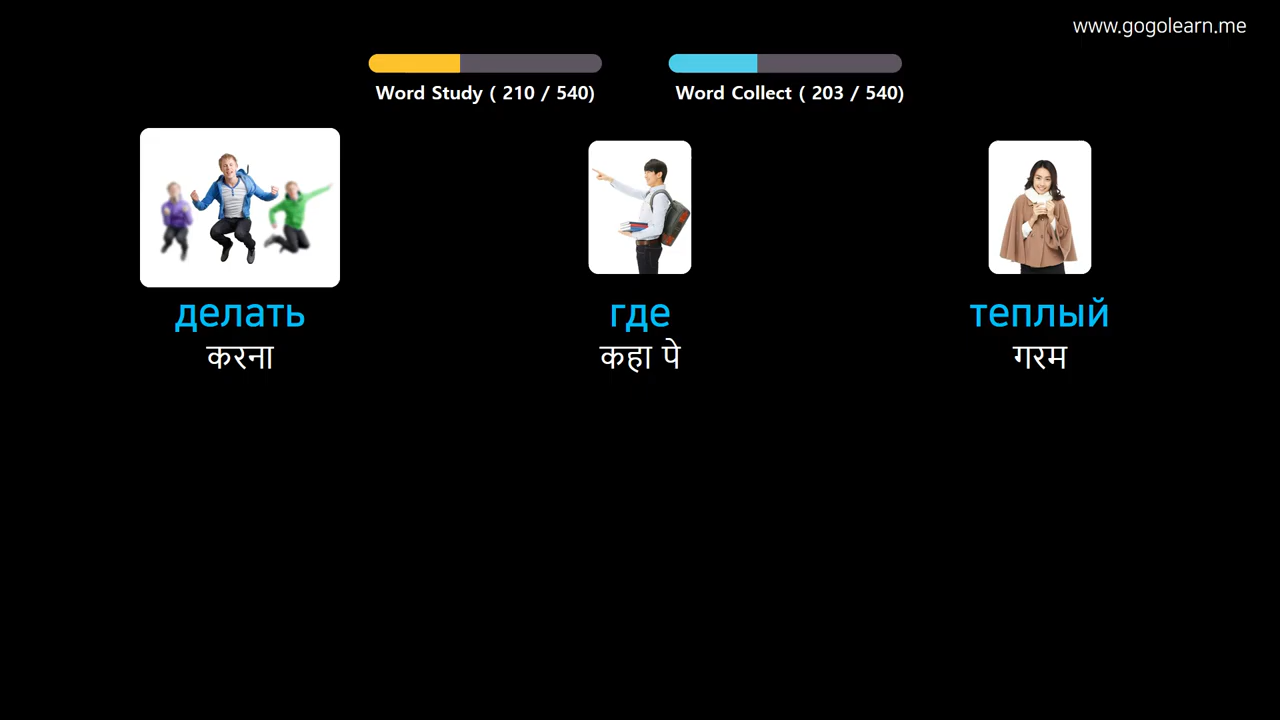 www.gogolearn.me
Word Study ( 210 / 540)
Word Collect ( 203 / 540)
делать
где
теплый
करना
कहा पे
गरम